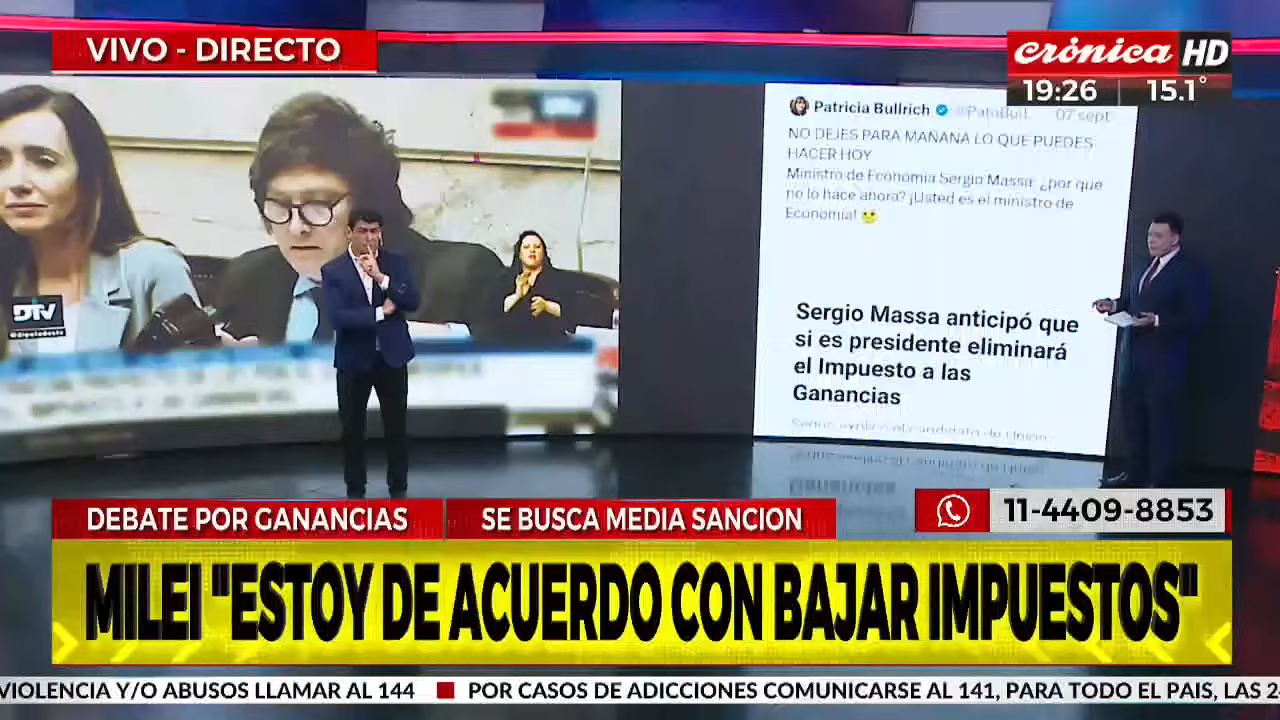 VIVO - DIRECTO
crónica HD
19:26 | 15.1°
Patricia Bullrich @PatoBull. 07 sept
NO DEJES PARA MAÑANA LO QUE PUEDES
HACER HOY
Ministro de Economía Sergio Massa: ¿por que
no lo hace ahora? ¡Usted es el ministro de
Economía!
DTV
Sergio Massa anticipó que
si es presidente eliminará
el Impuesto a las
Ganancias
DEBATE POR GANANCIAS
SE BUSCA MEDIA SANCION
11-4409-8853
MILEI "ESTOY DE ACUERDO CON BAJAR IMPUESTOS"
VIOLENCIA Y/O ABUSOS LLAMAR AL 144 ■ POR CASOS DE ADICCIONES COMUNICARSE AL 141, PARA TODO EL PAIS, LAS 2